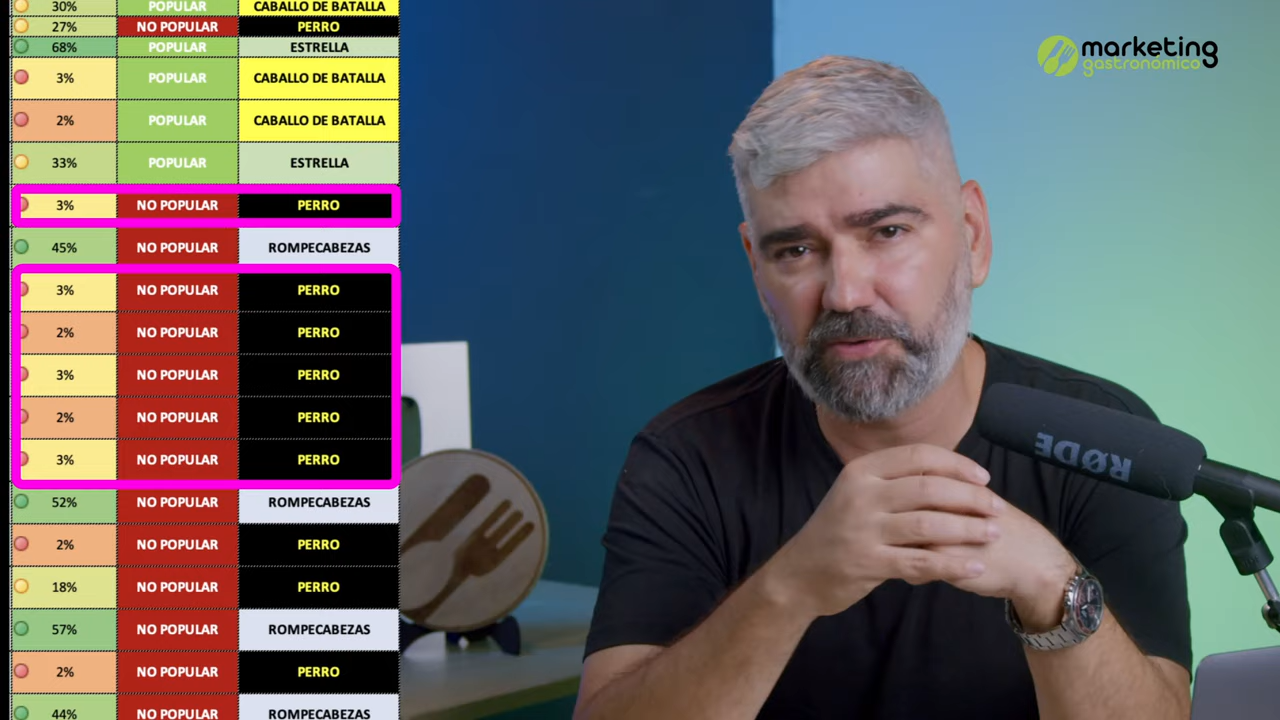 30% POPULAR CABALLO DE BATALLA
27% NO POPULAR PERRO
68% POPULAR ESTRELLA
3% POPULAR CABALLO DE BATALLA
2% POPULAR CABALLO DE BATALLA
33% POPULAR ESTRELLA
3% NO POPULAR PERRO
45% NO POPULAR ROMPECABEZAS
3% NO POPULAR PERRO
2% NO POPULAR PERRO
3% NO POPULAR PERRO
2% NO POPULAR PERRO
3% NO POPULAR PERRO
52% NO POPULAR ROMPECABEZAS
2% NO POPULAR PERRO
18% NO POPULAR PERRO
57% NO POPULAR ROMPECABEZAS
2% NO POPULAR PERRO
44% NO POPULAR ROMPECABEZAS
marketing
gastronomico
RØDE